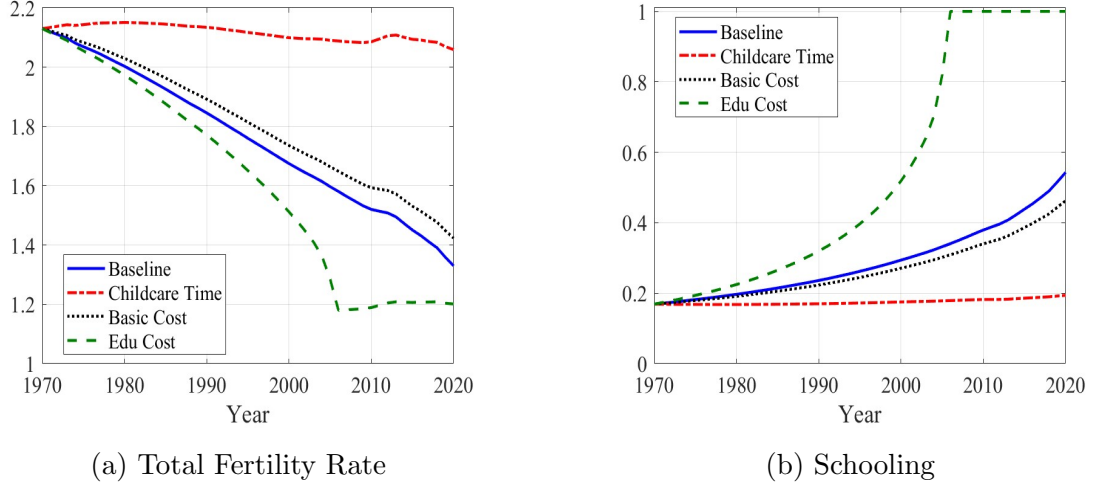 2.2
2
1.8
1.6
1.4
1.2
1
1970 1980 1990 2000 2010 2020
Year
Baseline
Childcare Time
Basic Cost
Edu Cost
(a) Total Fertility Rate
1
0.8
0.6
0.4
0.2
0
1970 1980 1990 2000 2010 2020
Year
Baseline
Childcare Time
Basic Cost
Edu Cost
(b) Schooling